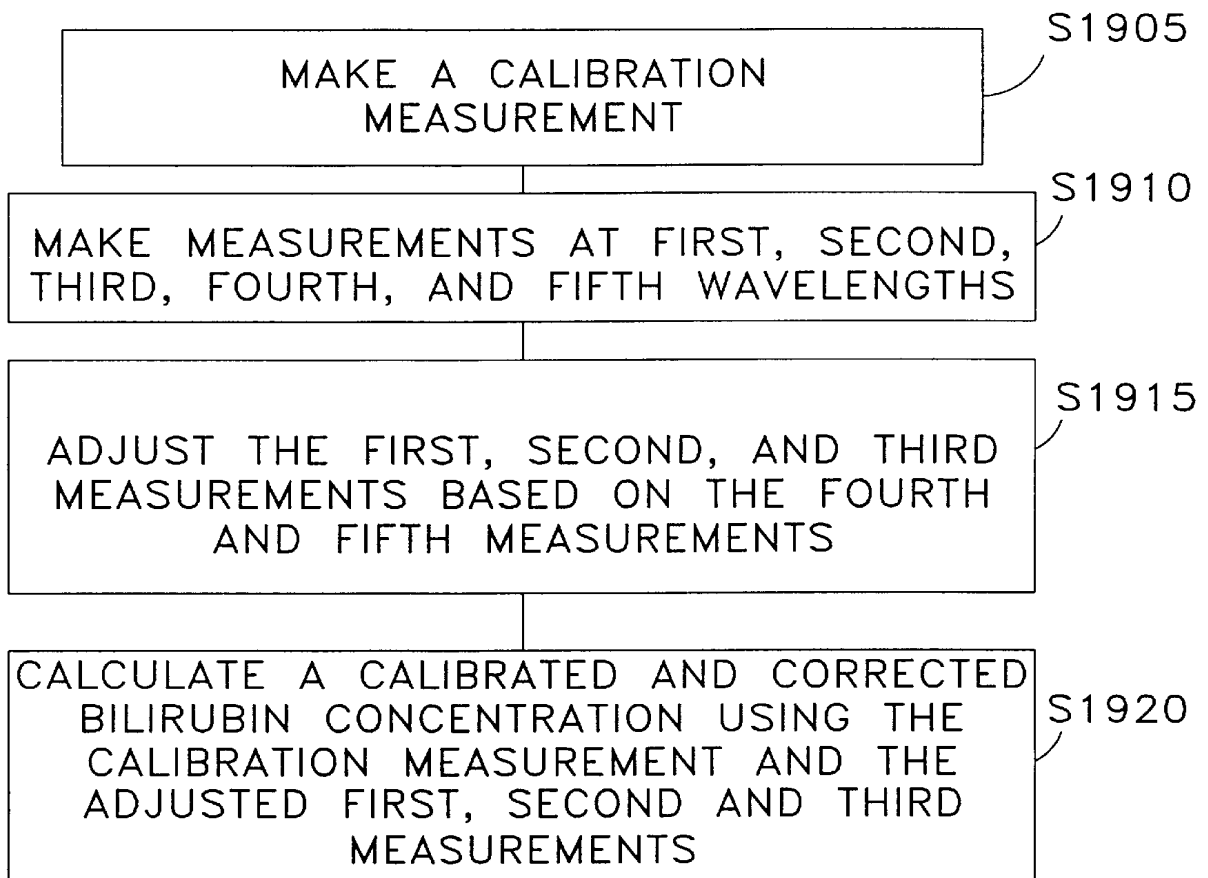 S1905
MAKE A CALIBRATION
MEASUREMENT
S1910
MAKE MEASUREMENTS AT FIRST, SECOND,
THIRD, FOURTH, AND FIFTH WAVELENGTHS
S1915
ADJUST THE FIRST, SECOND, AND THIRD
MEASUREMENTS BASED ON THE FOURTH
AND FIFTH MEASUREMENTS
CALCULATE A CALIBRATED AND CORRECTED
BILIRUBIN CONCENTRATION USING THE
S1920
CALIBRATION MEASUREMENT AND THE
ADJUSTED FIRST, SECOND AND THIRD
MEASUREMENTS